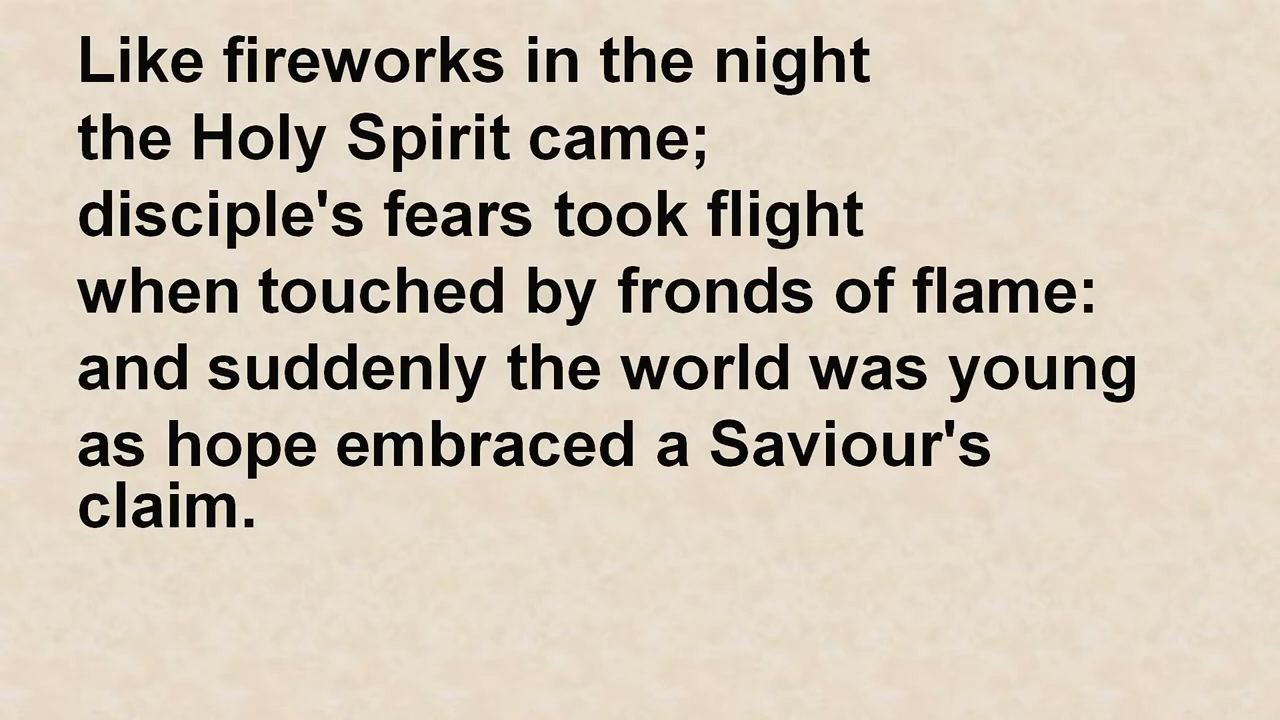 Like fireworks in the night
the Holy Spirit came;
disciple's fears took flight
when touched by fronds of flame:
and suddenly the world was young
as hope embraced a Saviour's
claim.